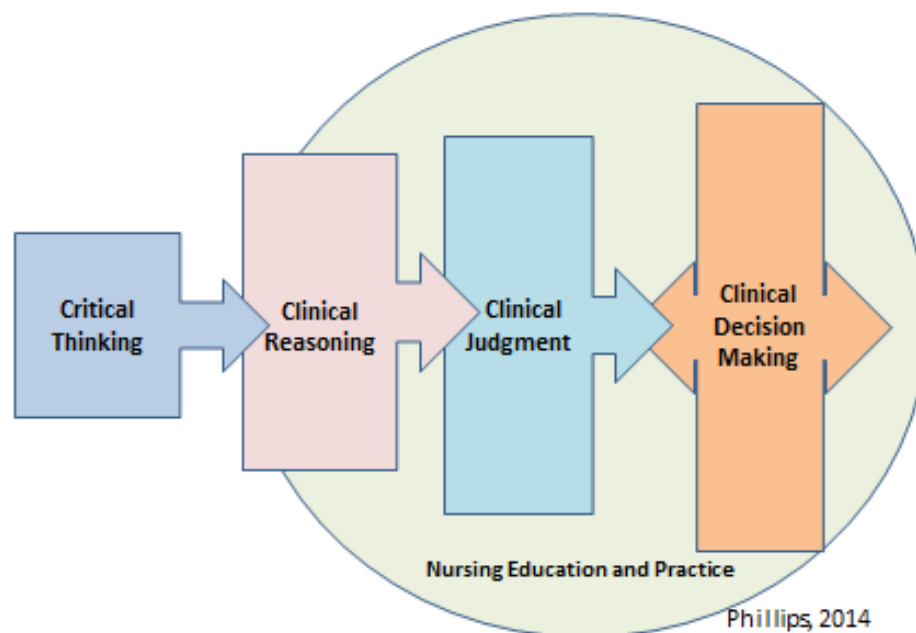 Critical
Thinking
Clinical
Reasoning
Clinical
Judgment
Clinical
Decision
Making
Nursing Education and Practice
Phillips, 2014